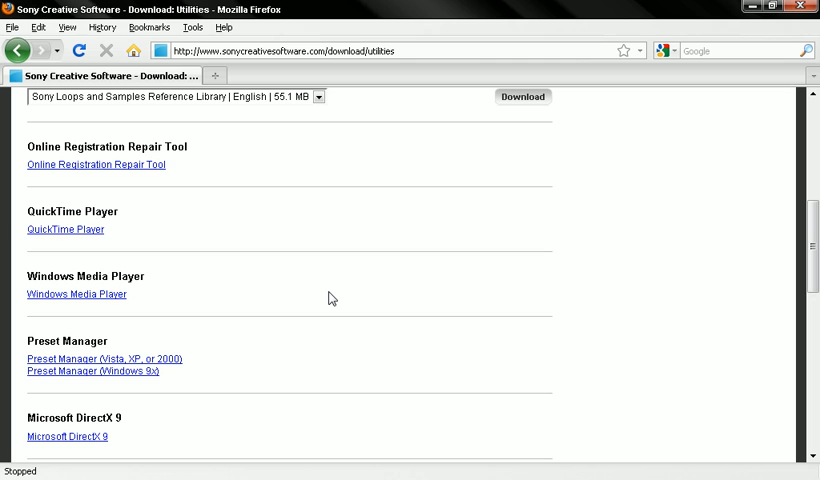 Sony Creative Software - Download: Utilities - Mozilla Firefox
File Edit View History Bookmarks Tools Help
http://www.sonycreativesoftware.com/download/utilities
Google
Sony Creative Software - Download: ...
Sony Loops and Samples Reference Library | English | 55.1 MB
Download
Online Registration Repair Tool
Online Registration Repair Tool
QuickTime Player
QuickTime Player
Windows Media Player
Windows Media Player
Preset Manager
Preset Manager (Vista, XP, or 2000)
Preset Manager (Windows 9x)
Microsoft DirectX 9
Microsoft DirectX 9
Stopped